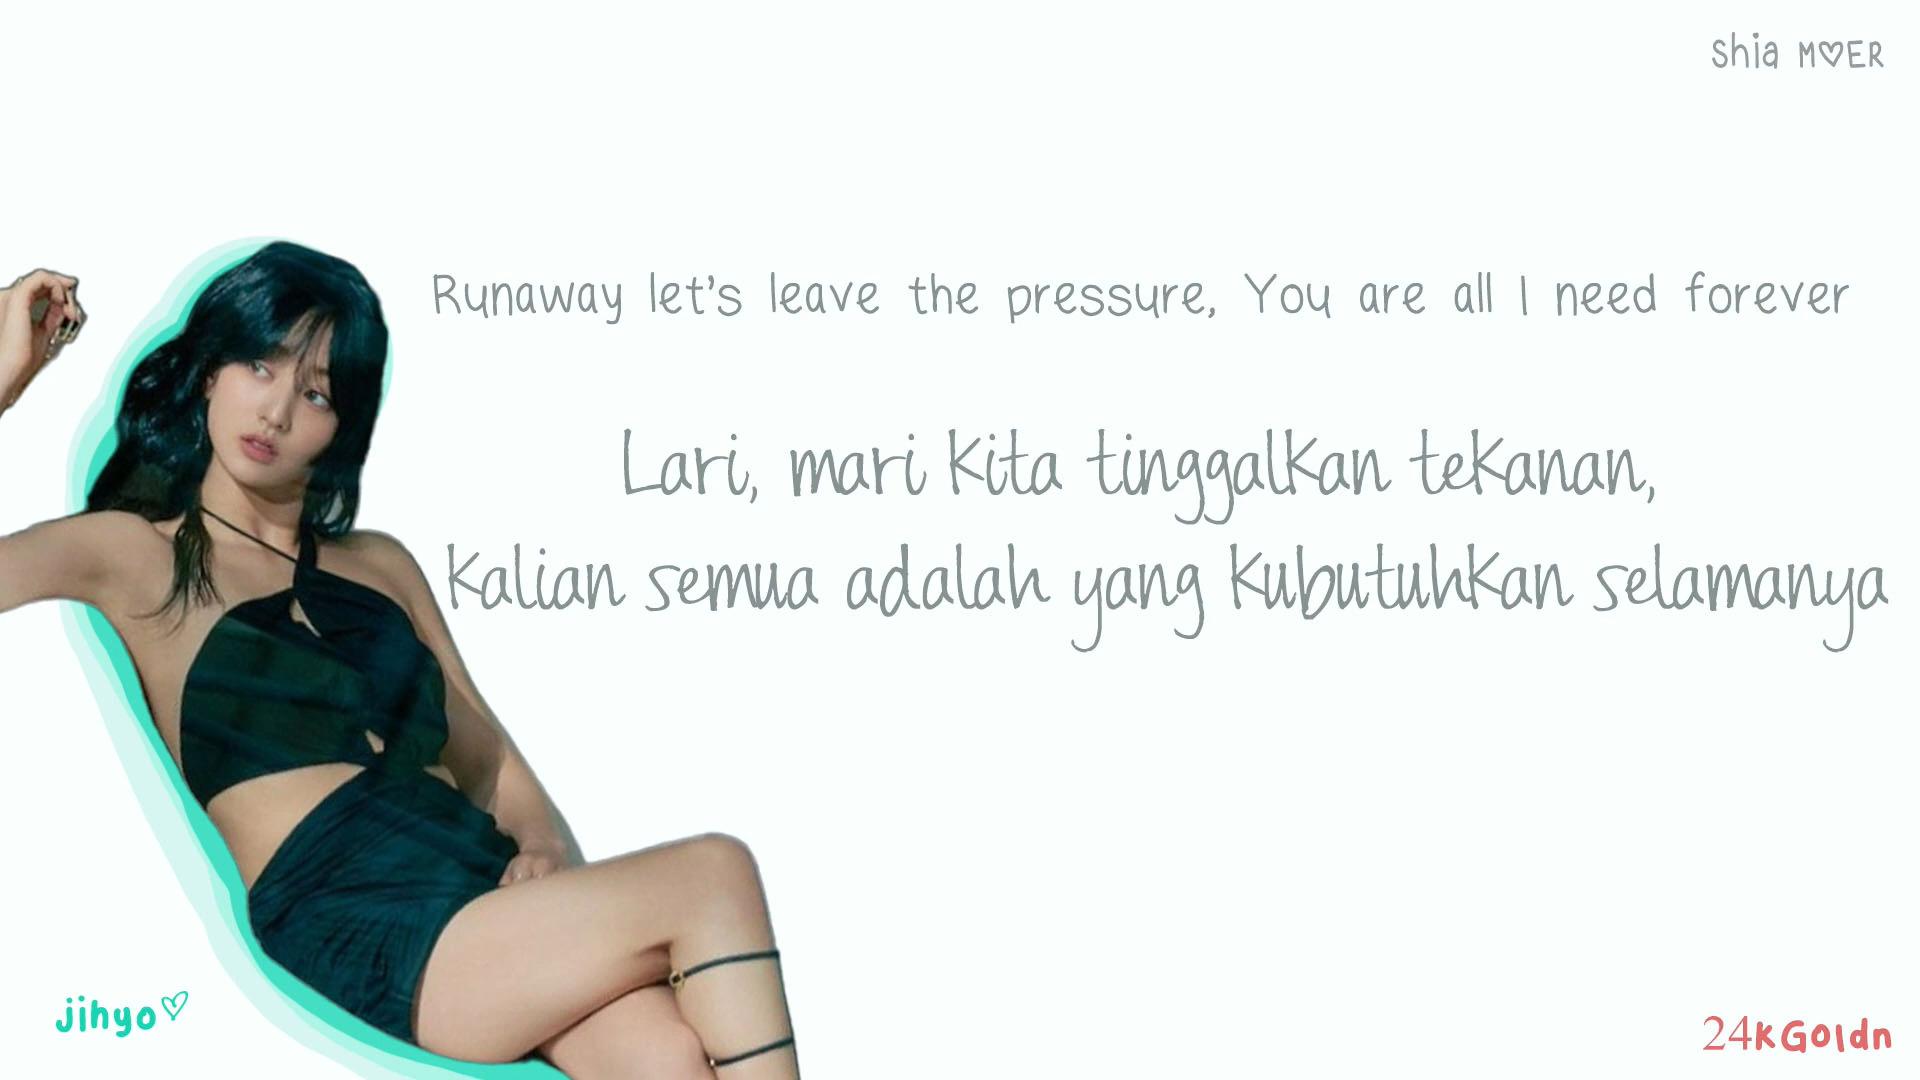 Shia M♡ER
Runaway let's leave the pressure, You are all I need forever
Lari, mari kita tinggalkan tekanan,
Kalian semua adalah yang kubutuhkan selamanya
jihyo♡
24kGoldn